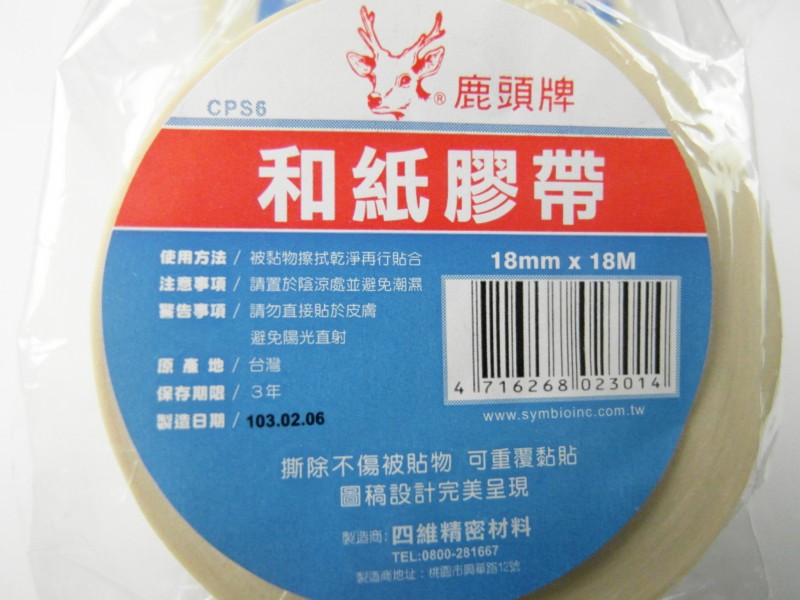 CPS6
® 鹿頭牌
和紙膠帶
使用方法 / 被黏物擦拭乾淨再行貼合
注意事項 / 請置於陰涼處並避免潮濕
警告事項 / 請勿直接貼於皮膚
避免陽光直射
原產地 / 台灣
保存期限 / 3年
製造日期 / 103.02.06
18mm x 18M
4 716268 023014
www.symbioinc.com.tw
撕除不傷被貼物 可重覆黏貼
圖稿設計完美呈現
製造商: 四維精密材料
TEL:0800-281667
製造商地址：桃園市興華路12號